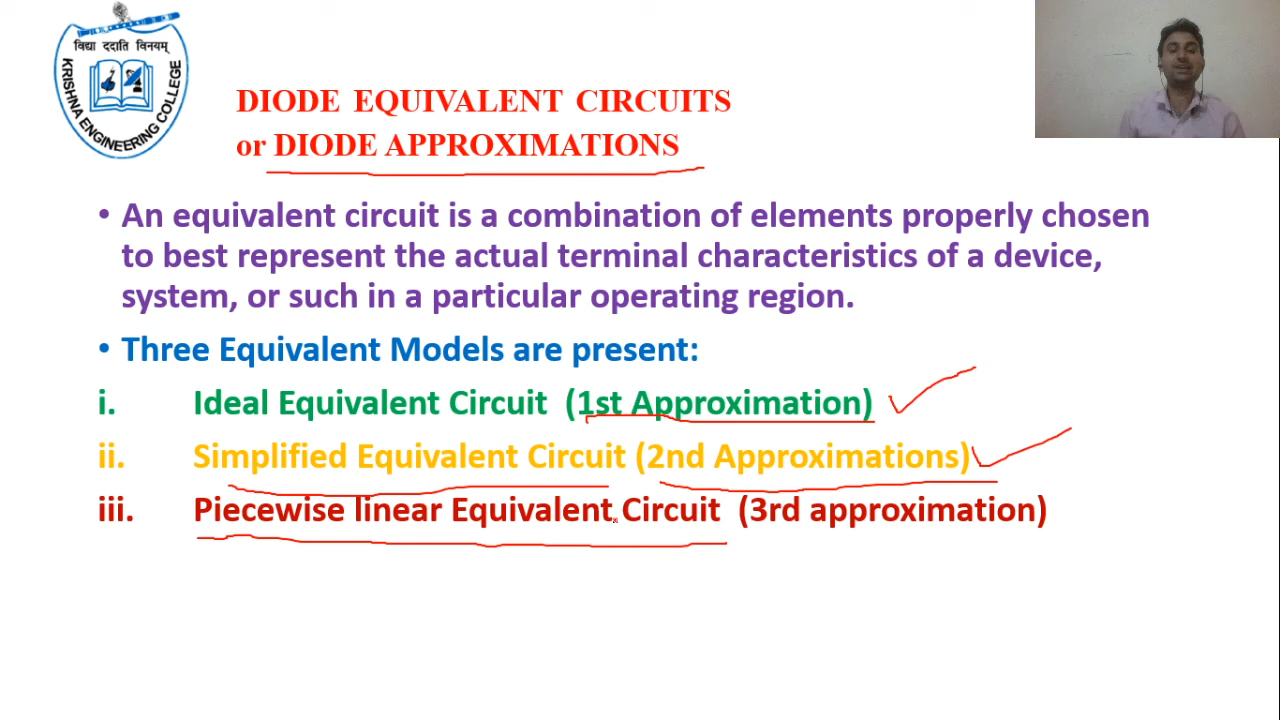 विद्या ददाति विनयम्
KRISHNA ENGINEERING COLLEGE
DIODE EQUIVALENT CIRCUITS
or DIODE APPROXIMATIONS
• An equivalent circuit is a combination of elements properly chosen
to best represent the actual terminal characteristics of a device,
system, or such in a particular operating region.
• Three Equivalent Models are present:
i. Ideal Equivalent Circuit (1st Approximation)
ii. Simplified Equivalent Circuit (2nd Approximations)
iii. Piecewise linear Equivalent Circuit (3rd approximation)